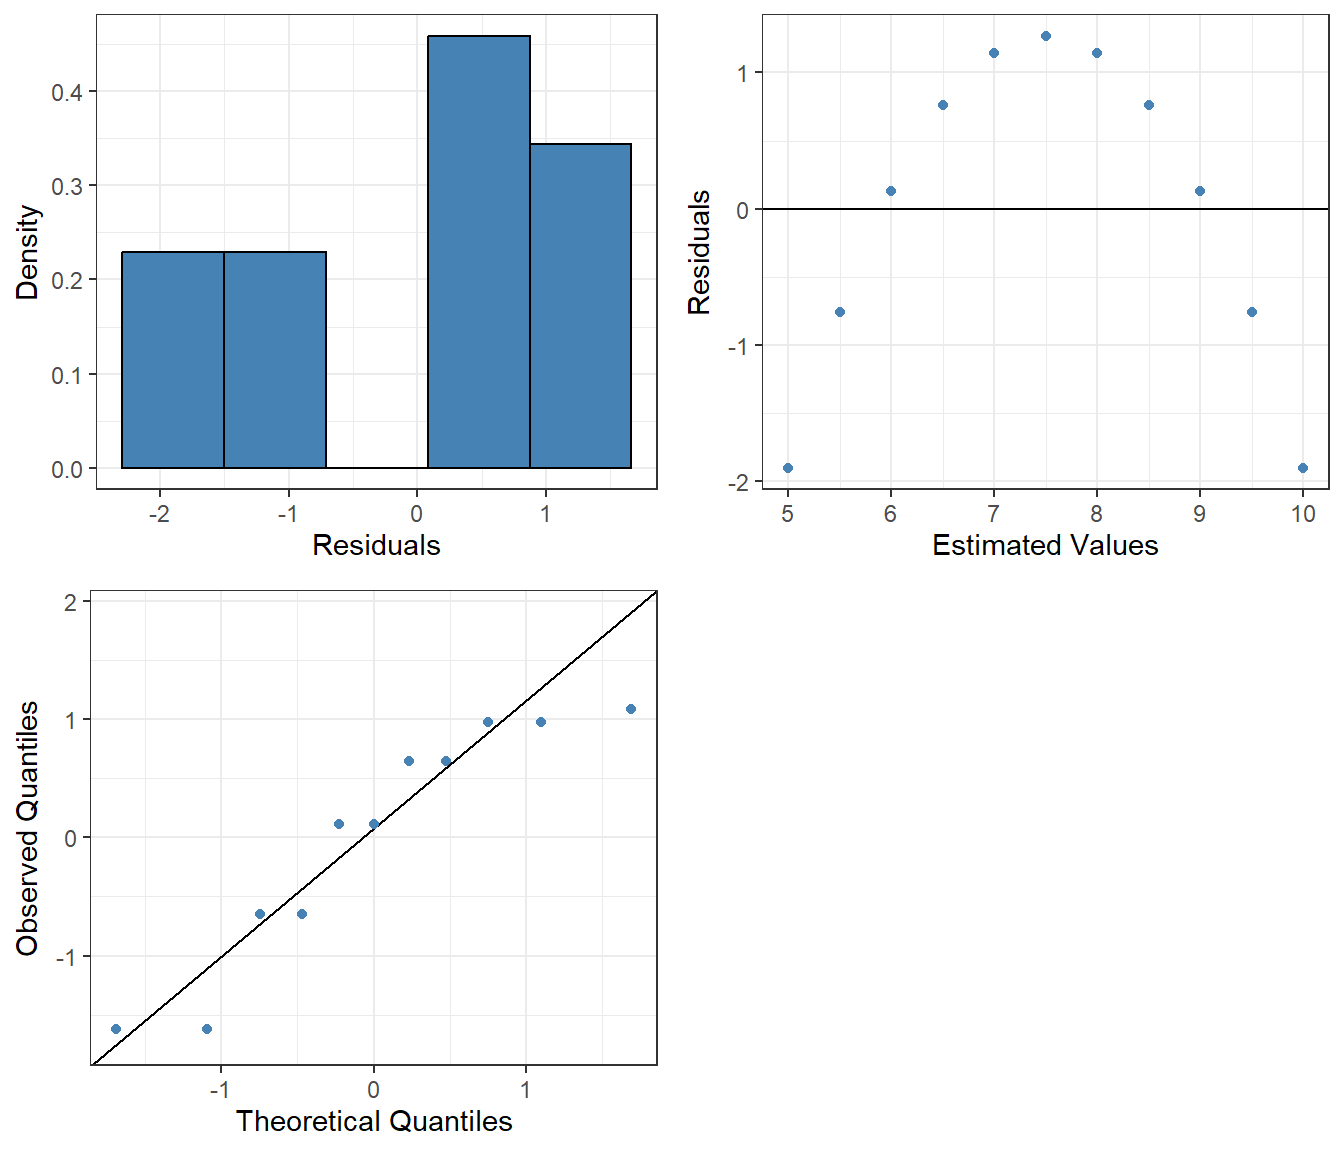 Density
0.4
0.3
0.2
0.1
0.0
-2 -1 0 1
Residuals
Residuals
1
0
-1
-2
5 6 7 8 9 10
Estimated Values
Observed Quantiles
2
1
0
-1
-1 0 1
Theoretical Quantiles